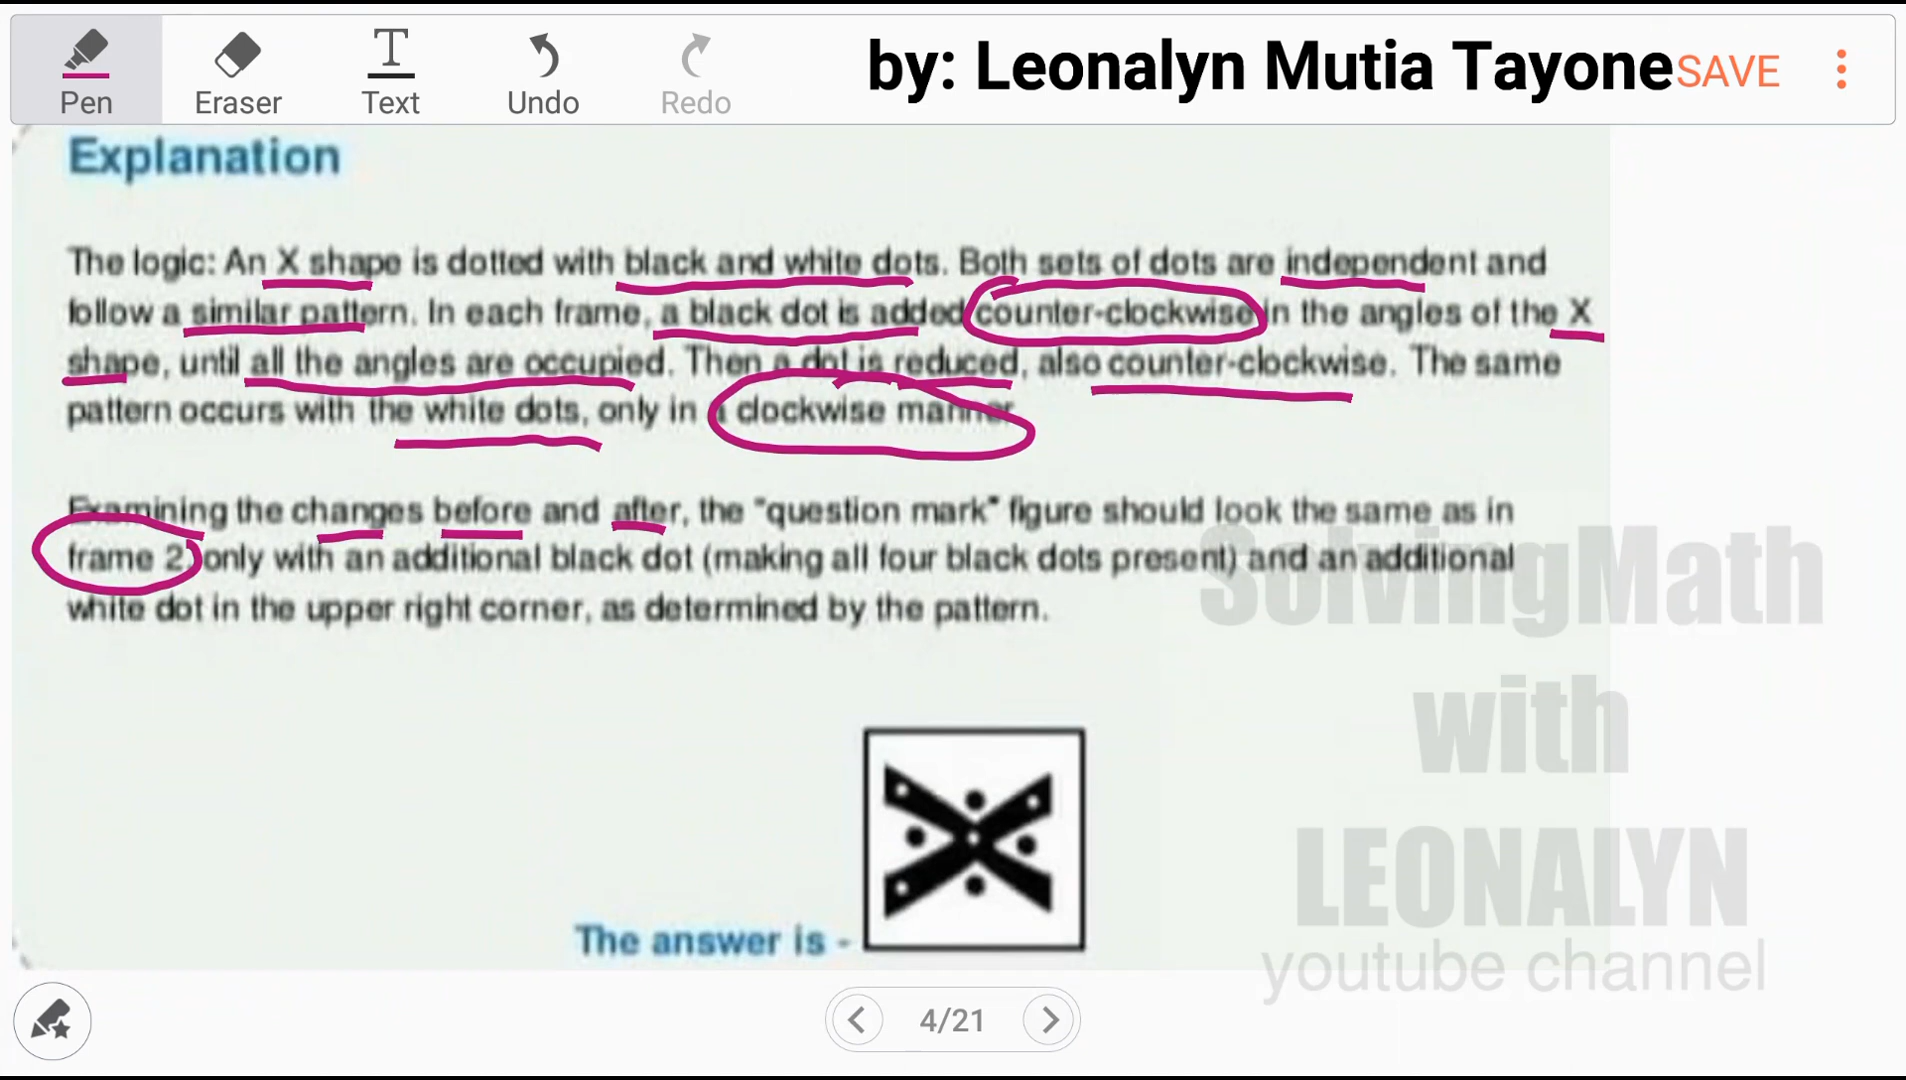 Pen
Eraser
Text
Undo
Redo
by: Leonalyn Mutia Tayone
SAVE
Explanation
The logic: An X shape is dotted with black and white dots. Both sets of dots are independent and
follow a similar pattern. In each frame, a black dot is added counter-clockwise in the angles of the X
shape, until all the angles are occupied. Then a dot is reduced, also counter-clockwise. The same
pattern occurs with the white dots, only in a clockwise manner.
Examining the changes before and after, the "question mark" figure should look the same as in
frame 2, only with an additional black dot (making all four black dots present) and an additional
white dot in the upper right corner, as determined by the pattern.
SolvingMath
with
LEONALYN
youtube channel
The answer is -
4/21